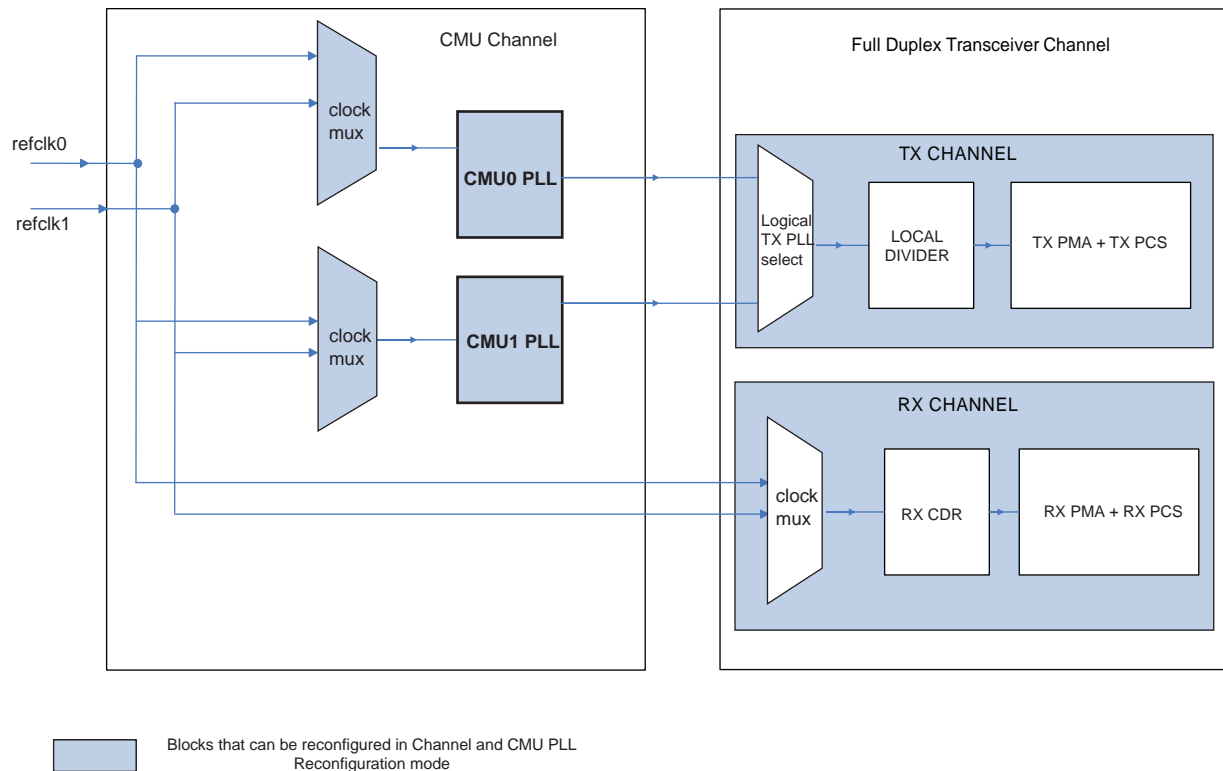 CMU Channel
Full Duplex Transceiver Channel
refclk0
refclk1
clock
mux
CMU0 PLL
clock
mux
CMU1 PLL
TX CHANNEL
Logical
TX PLL
select
LOCAL
DIVIDER
TX PMA + TX PCS
RX CHANNEL
clock
mux
RX CDR
RX PMA + RX PCS
Blocks that can be reconfigured in Channel and CMU PLL
Reconfiguration mode